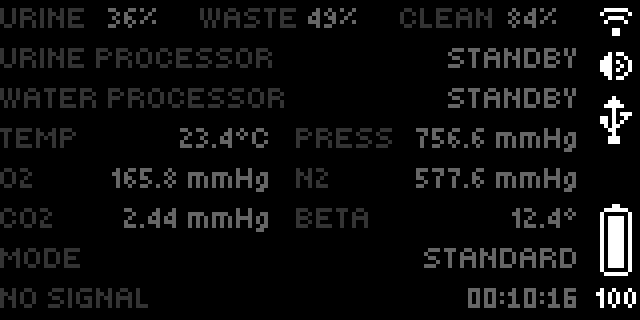 URINE 36% WASTE 49% CLEAN 84%
URINE PROCESSOR STANDBY
WATER PROCESSOR STANDBY
TEMP 23.4°C PRESS 756.6 mmHg
O2 165.8 mmHg N2 577.6 mmHg
CO2 2.44 mmHg BETA 12.4°
MODE STANDARD
NO SIGNAL 00:10:16 100